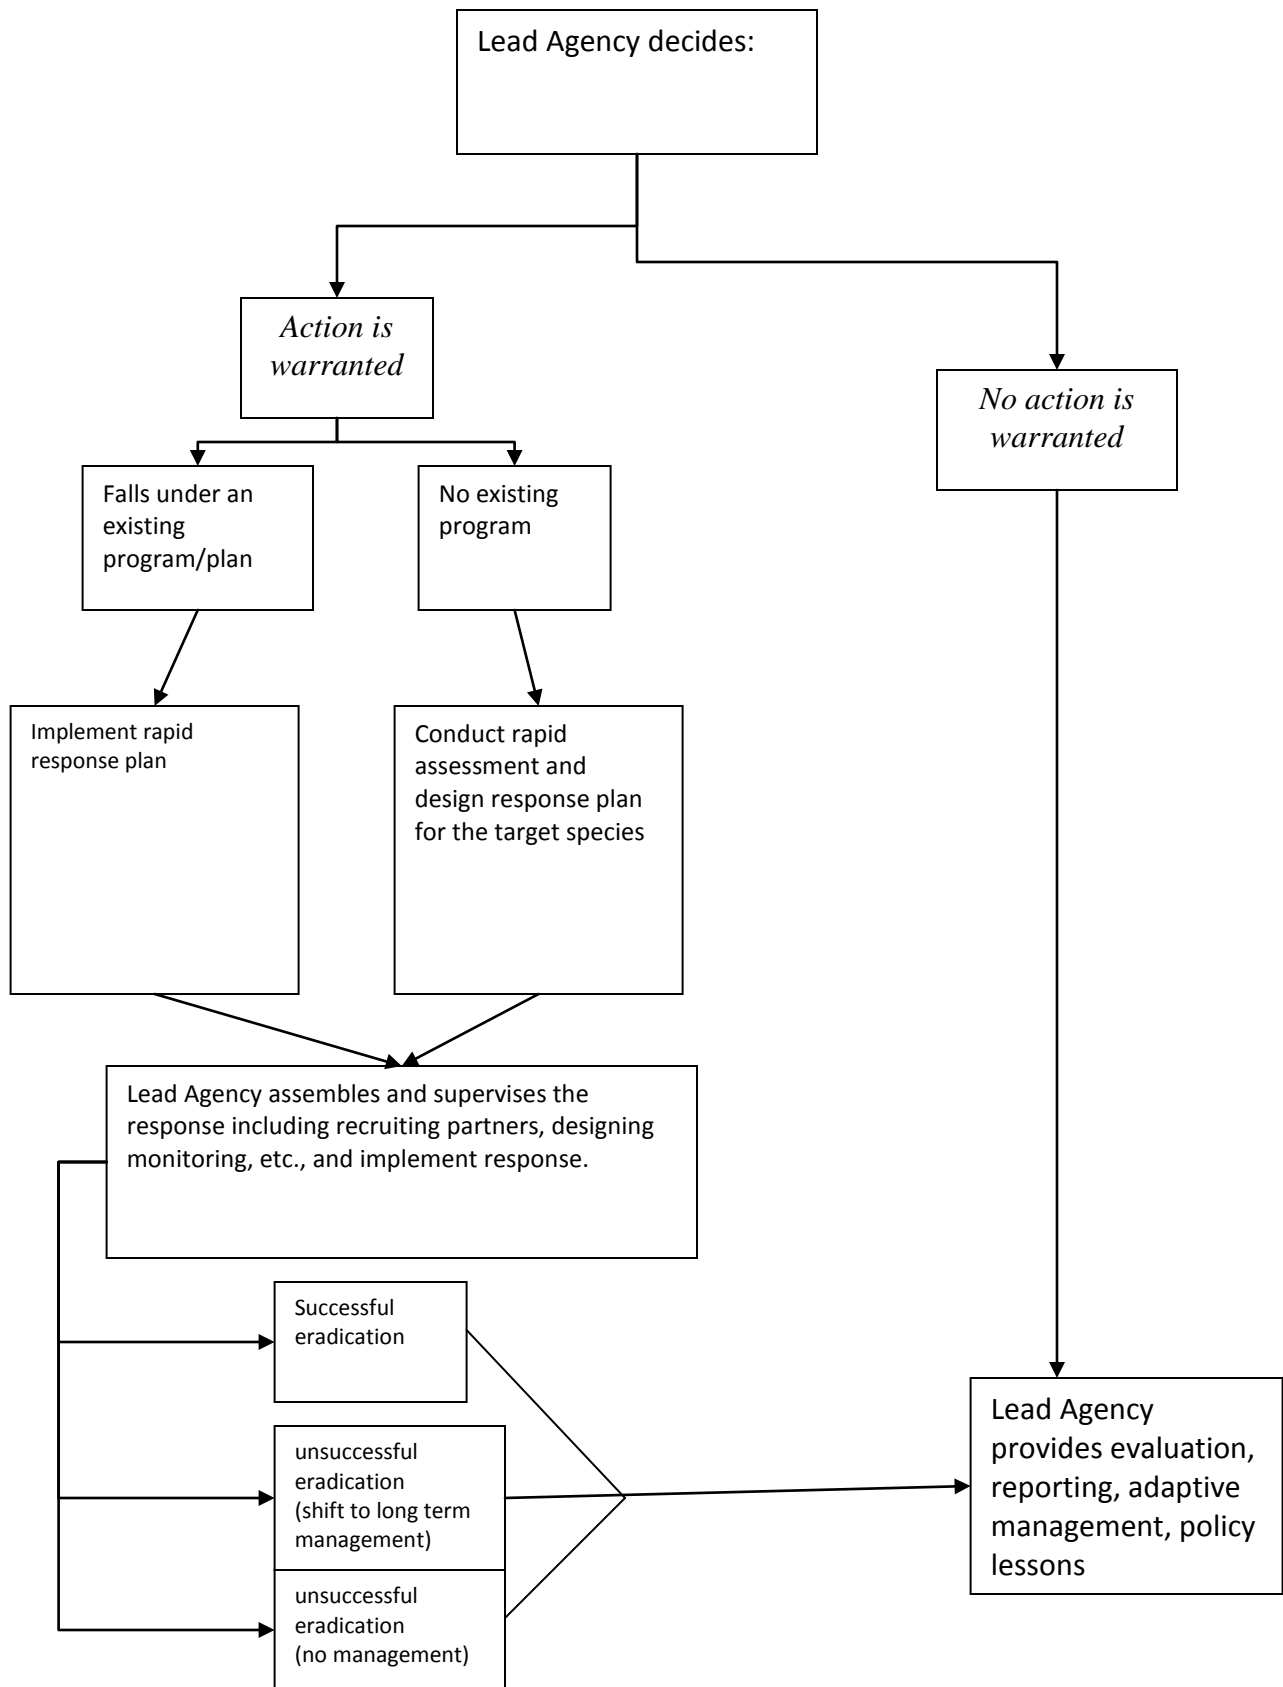 Lead Agency decides:
Action is
warranted
No action is
warranted
Falls under an
existing
program/plan
No existing
program
Implement rapid
response plan
Conduct rapid
assessment and
design response plan
for the target species
Lead Agency assembles and supervises the
response including recruiting partners, designing
monitoring, etc., and implement response.
Successful
eradication
unsuccessful
eradication
(shift to long term
management)
unsuccessful
eradication
(no management)
Lead Agency
provides evaluation,
reporting, adaptive
management, policy
lessons